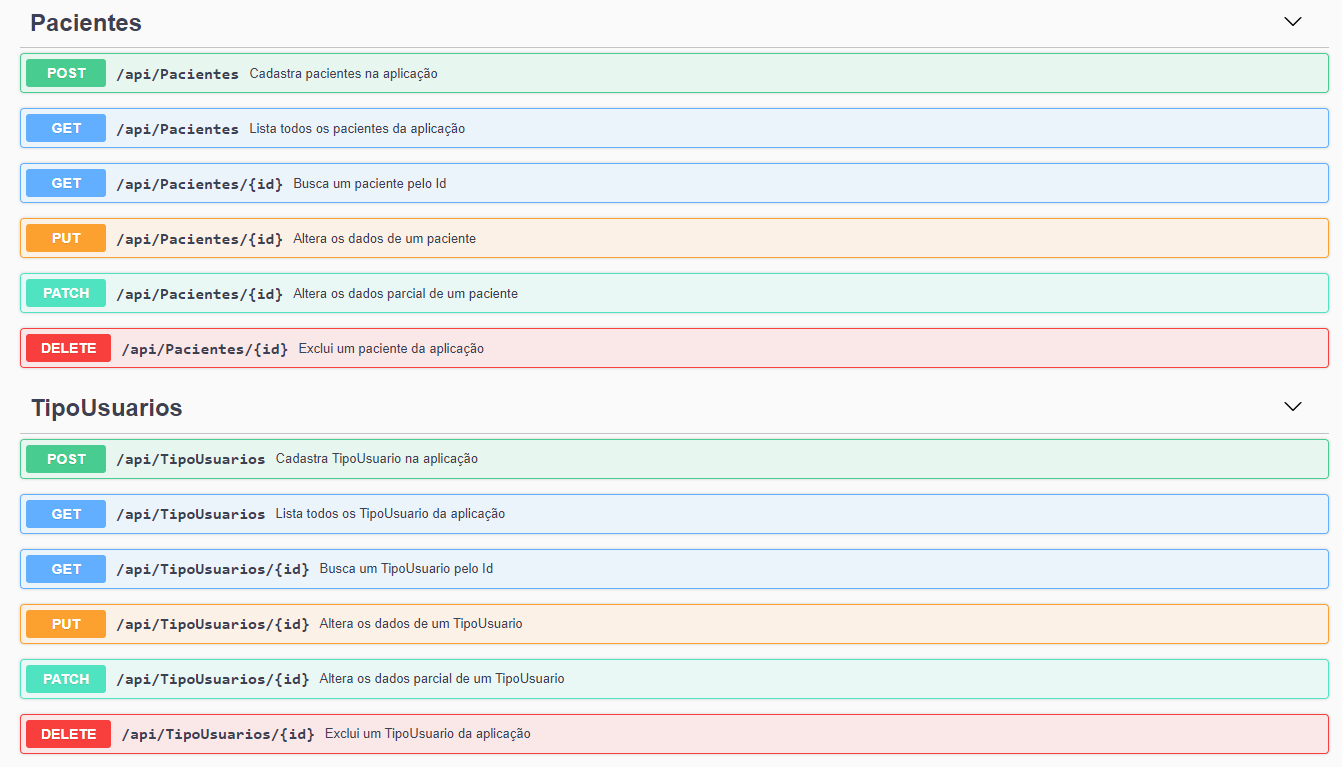 Pacientes
POST /api/Pacientes Cadastra pacientes na aplicação
GET /api/Pacientes Lista todos os pacientes da aplicação
GET /api/Pacientes/{id} Busca um paciente pelo Id
PUT /api/Pacientes/{id} Altera os dados de um paciente
PATCH /api/Pacientes/{id} Altera os dados parcial de um paciente
DELETE /api/Pacientes/{id} Exclui um paciente da aplicação
TipoUsuarios
POST /api/TipoUsuarios Cadastra TipoUsuario na aplicação
GET /api/TipoUsuarios Lista todos os TipoUsuario da aplicação
GET /api/TipoUsuarios/{id} Busca um TipoUsuario pelo Id
PUT /api/TipoUsuarios/{id} Altera os dados de um TipoUsuario
PATCH /api/TipoUsuarios/{id} Altera os dados parcial de um TipoUsuario
DELETE /api/TipoUsuarios/{id} Exclui um TipoUsuario da aplicação